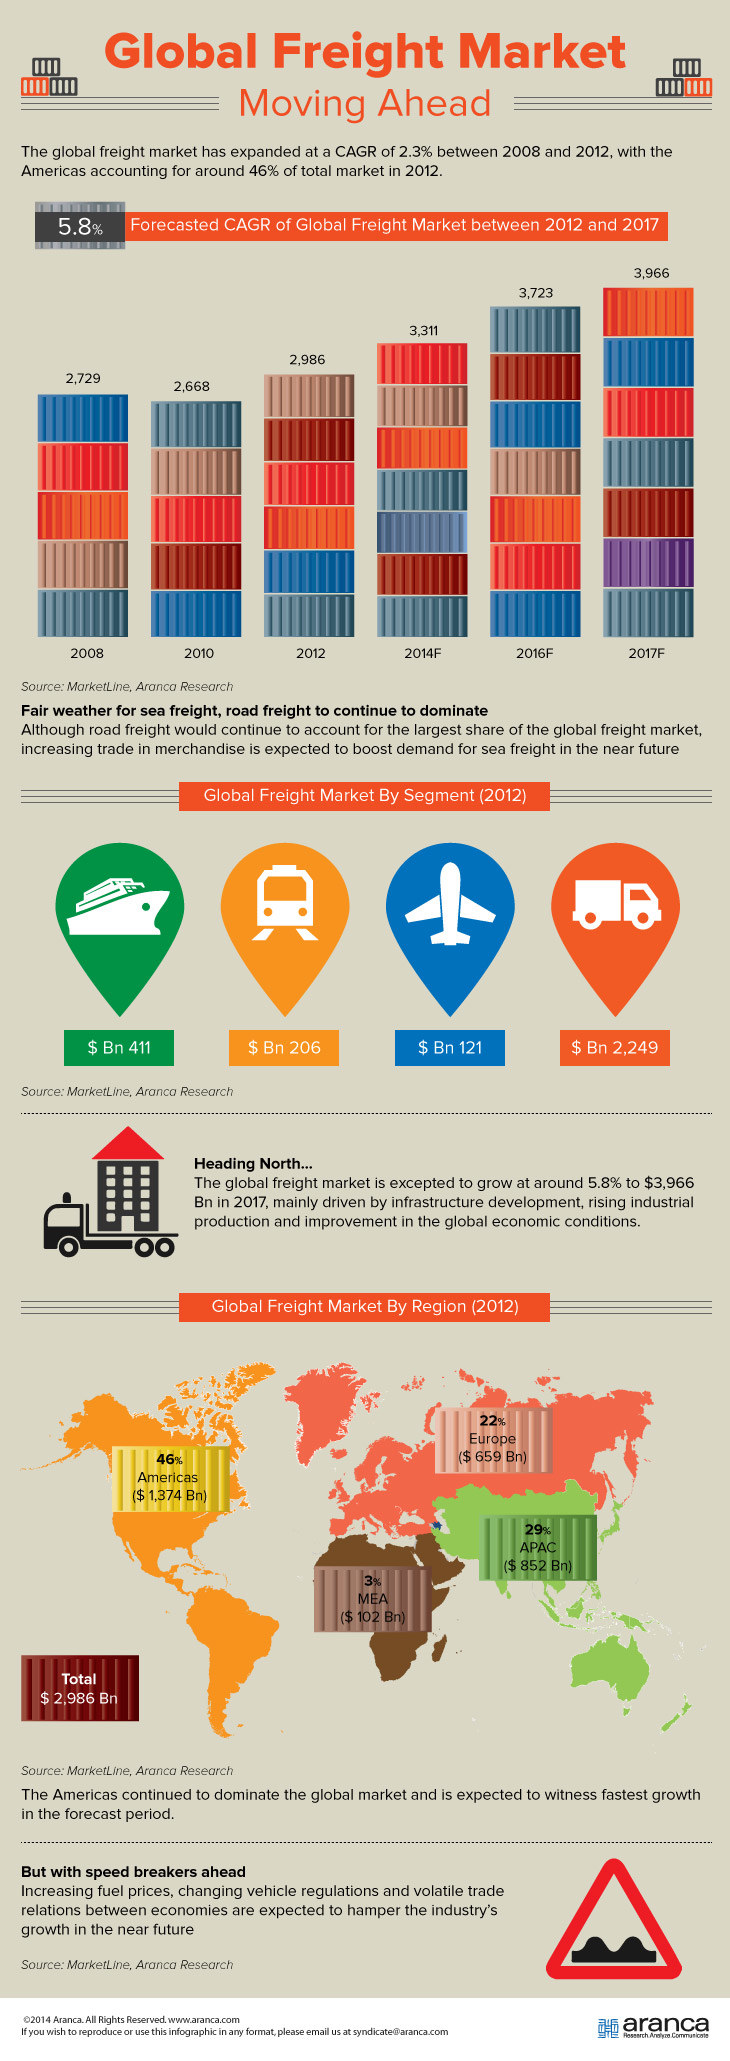 Global Freight Market
Moving Ahead
The global freight market has expanded at a CAGR of 2.3% between 2008 and 2012, with the
Americas accounting for around 46% of total market in 2012.
5.8% Forecasted CAGR of Global Freight Market between 2012 and 2017
2,729
2,668
2,986
3,311
3,723
3,966
2008
2010
2012
2014F
2016F
2017F
Source: MarketLine, Aranca Research
Fair weather for sea freight, road freight to continue to dominate
Although road freight would continue to account for the largest share of the global freight market,
increasing trade in merchandise is expected to boost demand for sea freight in the near future
Global Freight Market By Segment (2012)
$ Bn 411
$ Bn 206
$ Bn 121
$ Bn 2,249
Source: MarketLine, Aranca Research
Heading North...
The global freight market is excepted to grow at around 5.8% to $3,966
Bn in 2017, mainly driven by infrastructure development, rising industrial
production and improvement in the global economic conditions.
Global Freight Market By Region (2012)
22%
Europe
($ 659 Bn)
46%
Americas
($ 1,374 Bn)
29%
APAC
($ 852 Bn)
3%
MEA
($ 102 Bn)
Total
$ 2,986 Bn
Source: MarketLine, Aranca Research
The Americas continued to dominate the global market and is expected to witness fastest growth
in the forecast period.
But with speed breakers ahead
Increasing fuel prices, changing vehicle regulations and volatile trade
relations between economies are expected to hamper the industry's
growth in the near future
Source: MarketLine, Aranca Research
©2014 Aranca. All Rights Reserved. www.aranca.com
If you wish to reproduce or use this infographic in any format, please email us at syndicate@aranca.com
aranca
Research.Analyze.Communicate